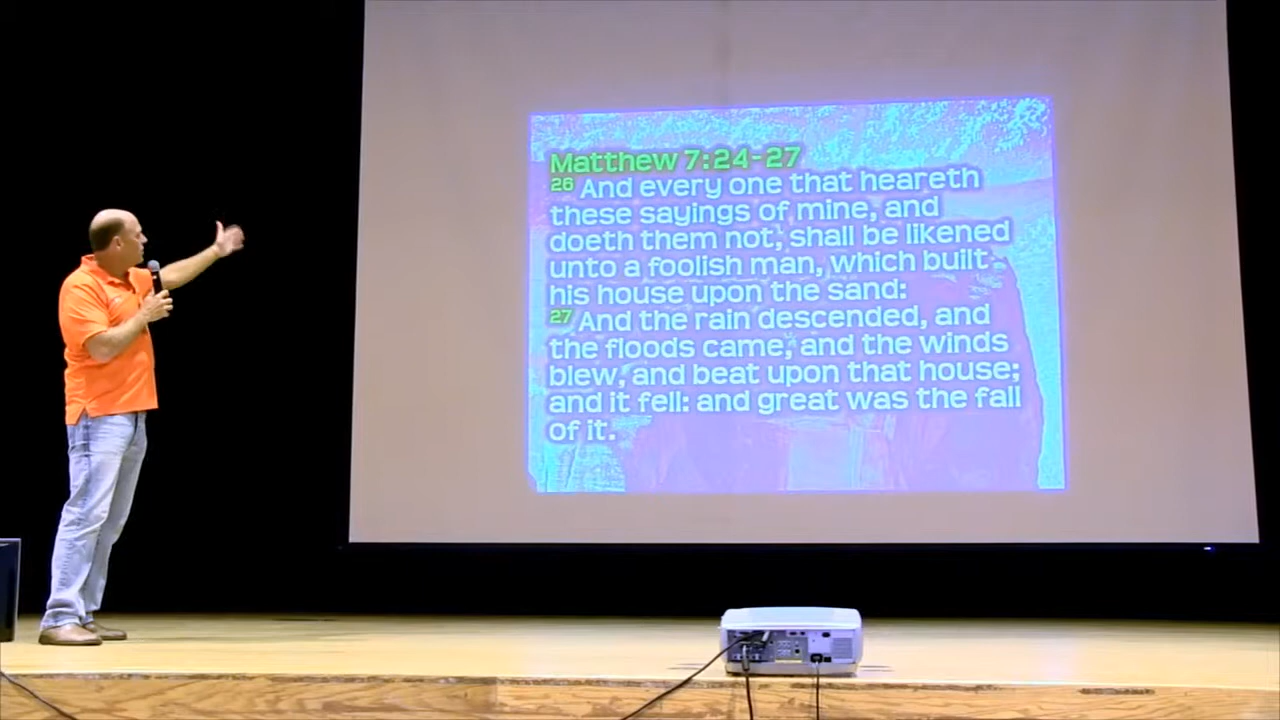 Matthew 7:24-27
26 And every one that heareth
these sayings of mine, and
doeth them not, shall be likened
unto a foolish man, which built
his house upon the sand:
27 And the rain descended, and
the floods came, and the winds
blew, and beat upon that house;
and it fell: and great was the fall
of it.